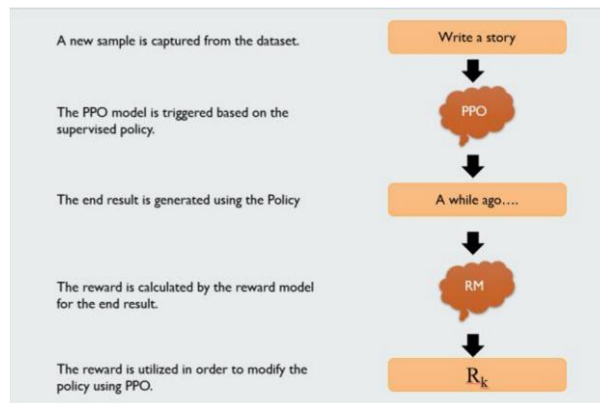 A new sample is captured from the dataset.
Write a story
The PPO model is triggered based on the
supervised policy.
PPO
The end result is generated using the Policy
A while ago....
The reward is calculated by the reward model
for the end result.
RM
The reward is utilized in order to modify the
policy using PPO.
Rk